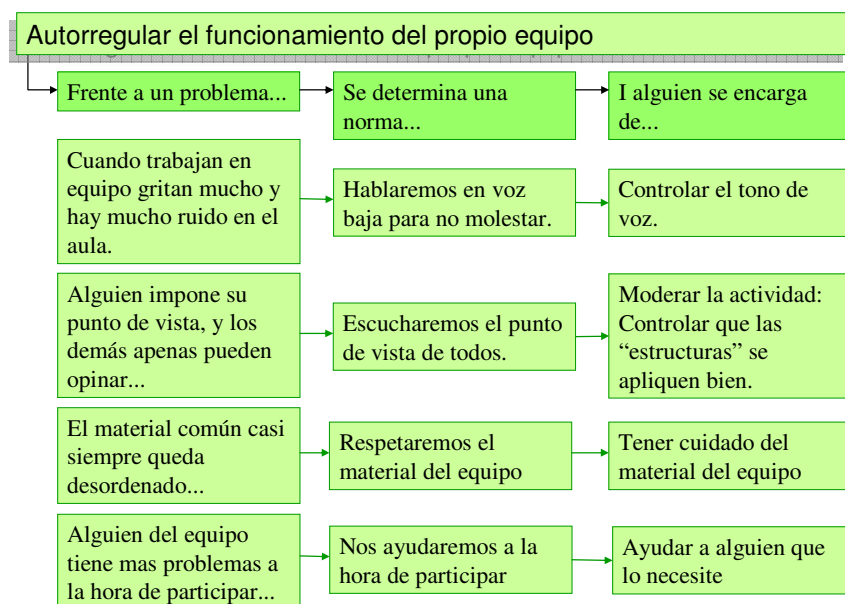 Autorregular el funcionamiento del propio equipo
Frente a un problema...
Se determina una
norma...
I alguien se encarga
de...
Cuando trabajan en
equipo gritan mucho y
hay mucho ruido en el
aula.
Hablaremos en voz
baja para no molestar.
Controlar el tono de
voz.
Alguien impone su
punto de vista, y los
demás apenas pueden
opinar...
Escucharemos el punto
de vista de todos.
Moderar la actividad:
Controlar que las
“estructuras” se
apliquen bien.
El material común casi
siempre queda
desordenado...
Respetaremos el
material del equipo
Tener cuidado del
material del equipo
Alguien del equipo
tiene mas problemas a
la hora de participar...
Nos ayudaremos a la
hora de participar
Ayudar a alguien que
lo necesite